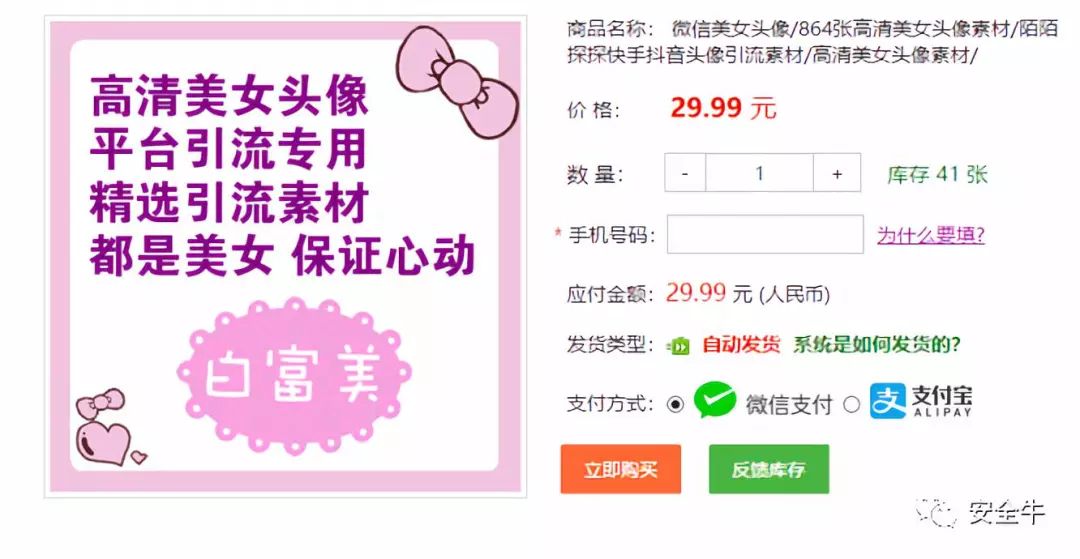 高清美女头像
平台引流专用
精选引流素材
都是美女 保证心动
白富美
商品名称： 微信美女头像/864张高清美女头像素材/陌陌
探探快手抖音头像引流素材/高清美女头像素材/
价 格： 29.99 元
数 量： - 1 + 库存 41 张
* 手机号码： 为什么要填?
应付金额： 29.99 元 (人民币)
发货类型： 自动发货 系统是如何发货的?
支付方式： 微信支付 支 支付宝 ALIPAY
立即购买 反馈库存
安全牛